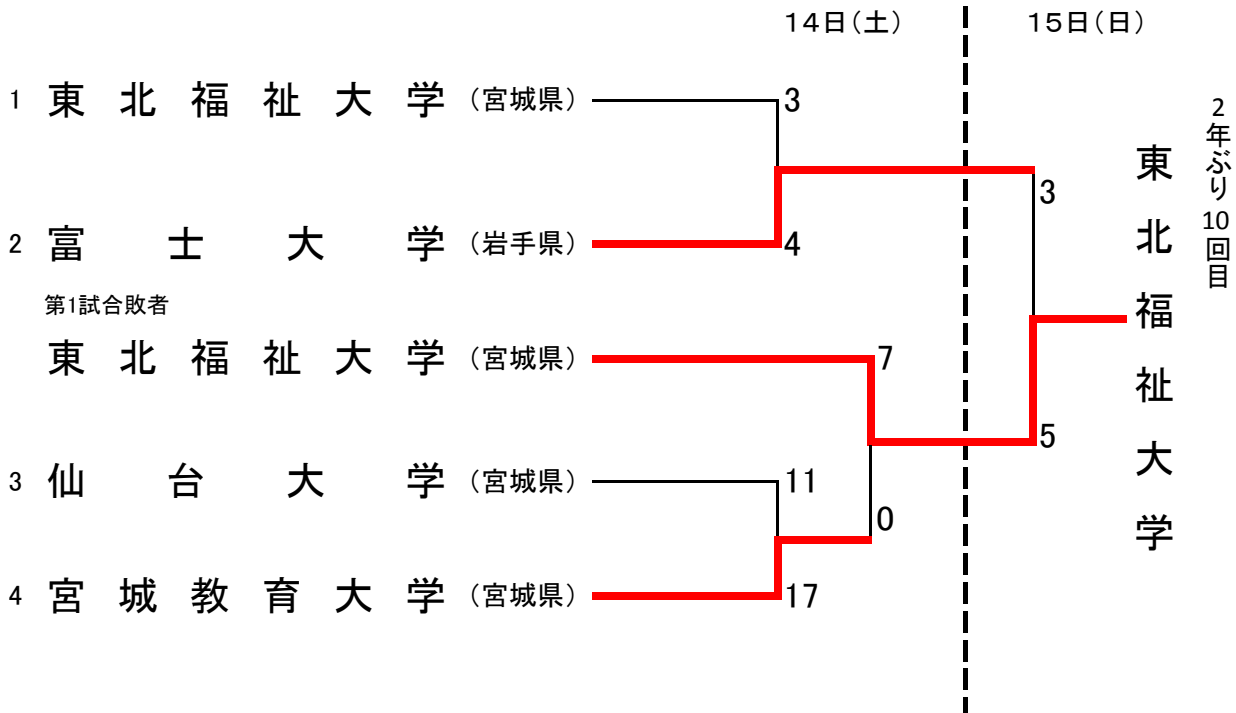 14日(土)
15日(日)
1 東北福祉大学 (宮城県) 3
2 富士大学 (岩手県) 4
第1試合敗者
東北福祉大学 (宮城県) 7
3 仙台大学 (宮城県) 11
0
4 宮城教育大学 (宮城県) 17
3
5
東北福祉大学
2年ぶり10回目